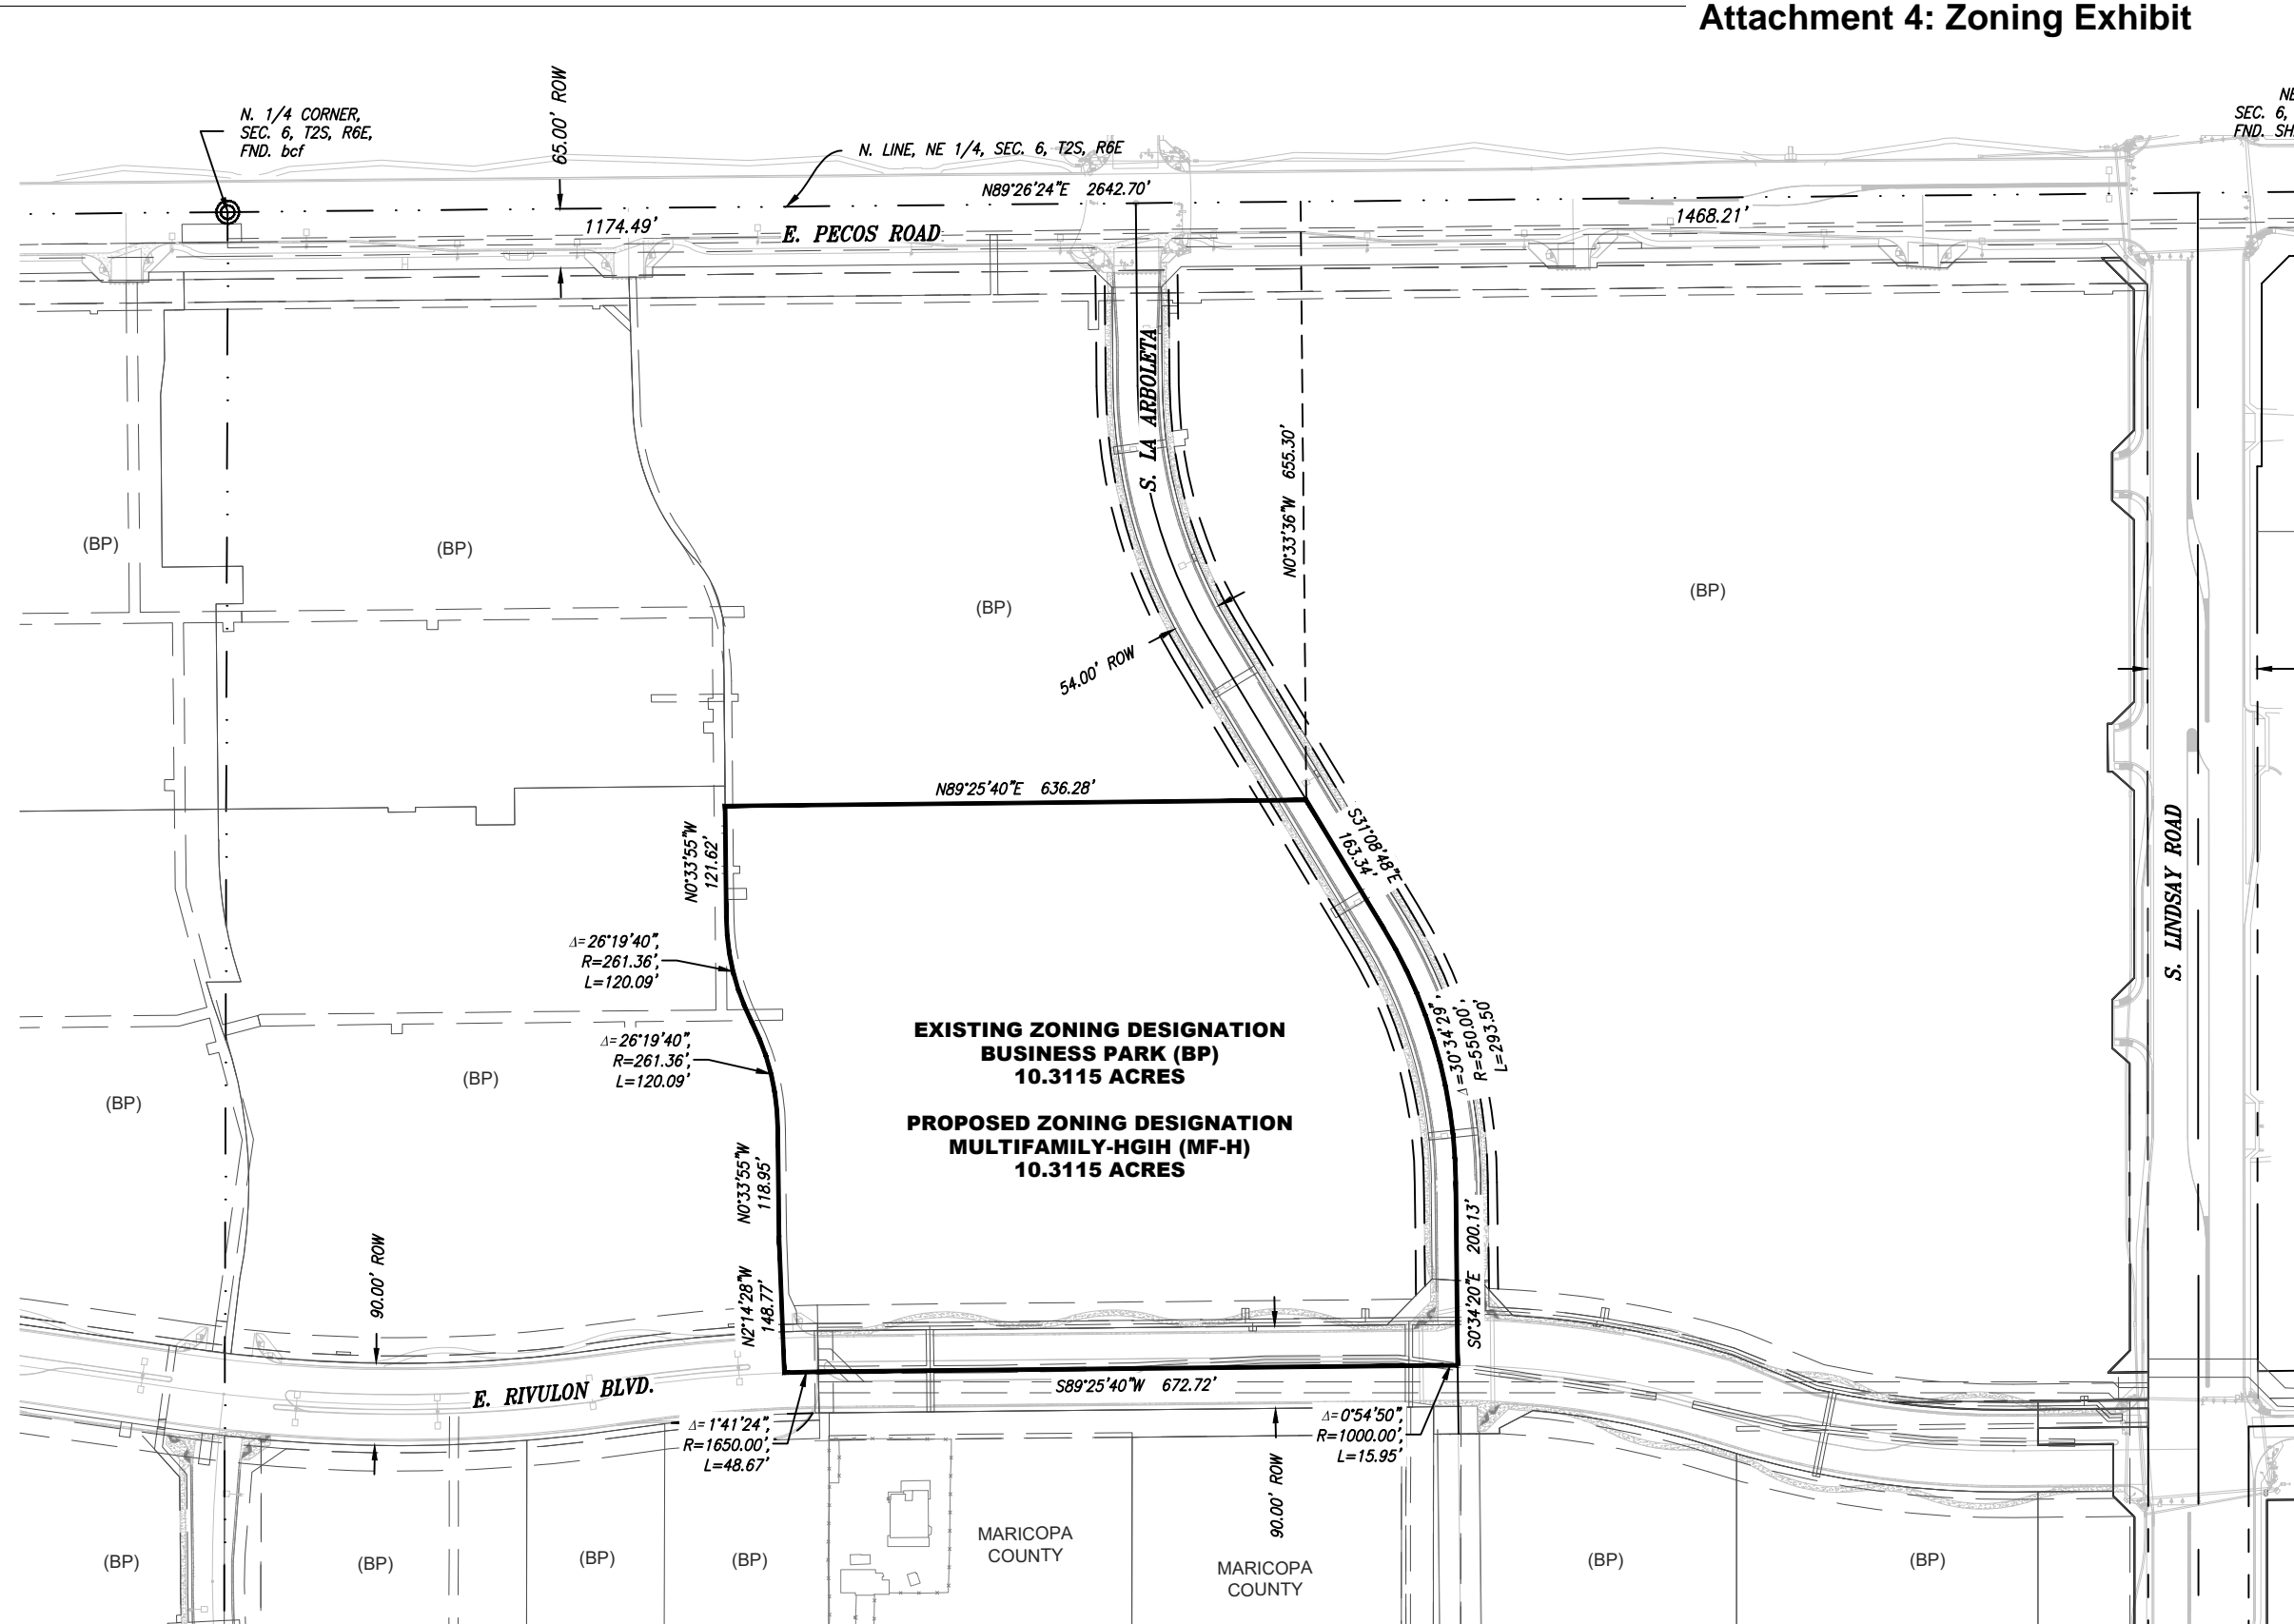 Attachment 4: Zoning Exhibit
N. 1/4 CORNER,
SEC. 6, T2S, R6E,
FND. bcf
65.00' ROW
N. LINE, NE 1/4, SEC. 6, T2S, R6E
SEC. 6,
N89°26'24"E 2642.70'
1174.49'
1468.21'
E. PECOS ROAD
S. LA ARBOLETA
N0°33'36"W 655.30'
(BP)
(BP)
(BP)
(BP)
54.00' ROW
N89°25'40"E 636.28'
N0°33'55"W
121.62'
S31°08'48"E
163.34'
S. LINDSAY ROAD
Δ=26°19'40",
R=261.36',
L=120.09'
Δ=26°19'40",
R=261.36',
L=120.09'
Δ=30°34'29",
R=550.00',
L=293.50'
EXISTING ZONING DESIGNATION
BUSINESS PARK (BP)
10.3115 ACRES
PROPOSED ZONING DESIGNATION
MULTIFAMILY-HGIH (MF-H)
10.3115 ACRES
(BP)
(BP)
N0°33'55"W
118.95'
S0°34'20"E 200.13'
90.00' ROW
N2°14'28"W
148.77'
E. RIVULON BLVD.
S89°25'40"W 672.72'
Δ=1°41'24",
R=1650.00',
L=48.67'
Δ=0°54'50",
R=1000.00',
L=15.95'
90.00' ROW
(BP)
(BP)
(BP)
(BP)
MARICOPA
COUNTY
MARICOPA
COUNTY
(BP)
(BP)